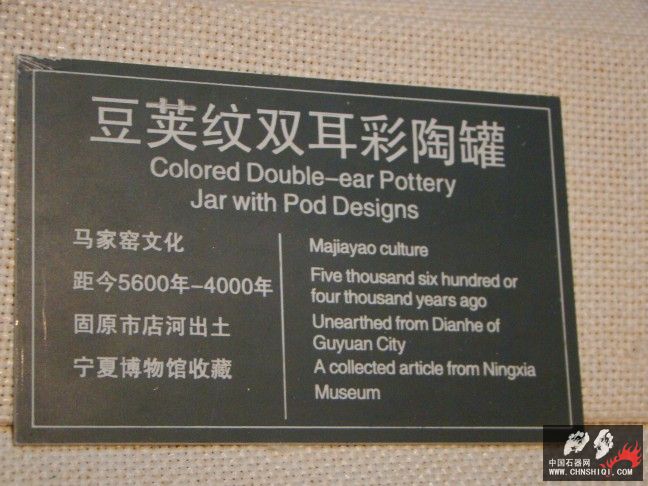 豆荚纹双耳彩陶罐
Colored Double-ear Pottery
Jar with Pod Designs
马家窑文化
距今5600年-4000年
固原市店河出土
宁夏博物馆收藏
Majiayao culture
Five thousand six hundred or
four thousand years ago
Unearthed from Dianhe of
Guyuan City
A collected article from Ningxia
Museum
中国石器网
WWW.CHNSHIQI.COM